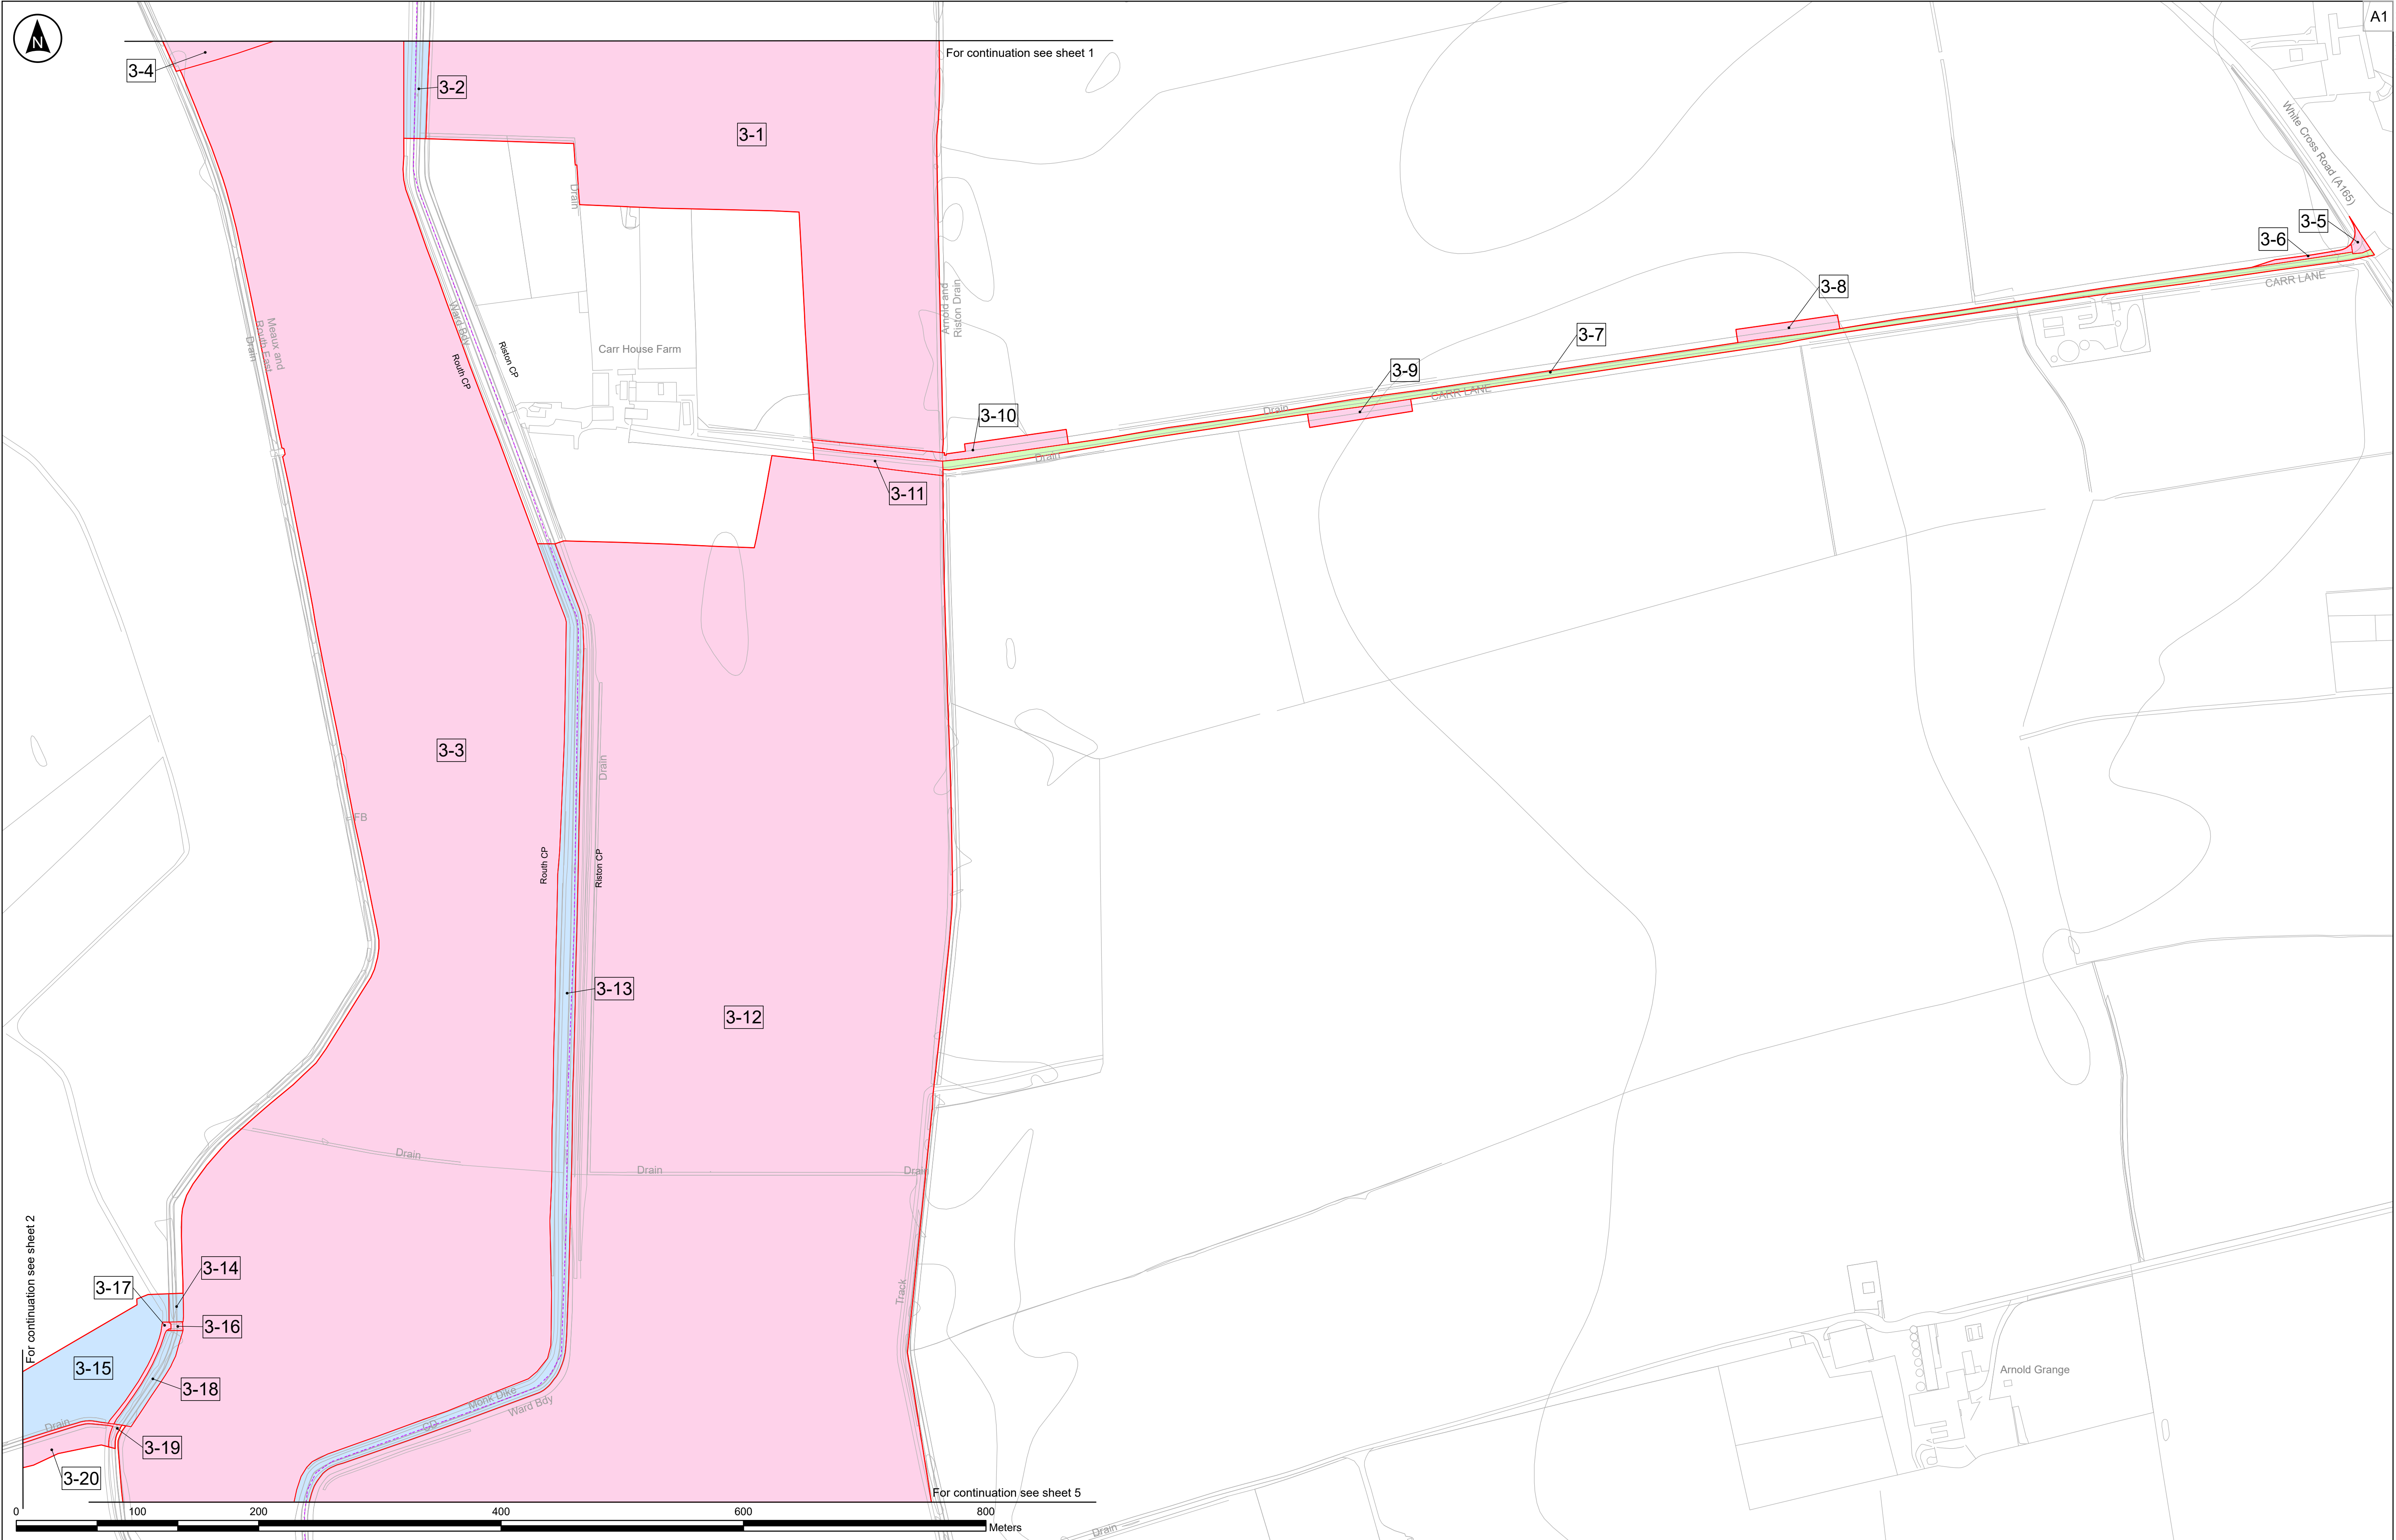 A1
N
For continuation see sheet 1
3-4
3-2
3-1
White Cross Road (A165)
Drain
3-5
3-6
CARR LANE
3-8
Arnold and
Riston Drain
Ward Bdy
Meaux and
Routh East
Drain
Riston CP
Routh CP
Carr House Farm
3-7
3-9
CARR LANE
Drain
3-10
Drain
3-11
3-3
Drain
FB
Routh CP
Riston CP
3-13
3-12
Drain
Drain
Drain
For continuation see sheet 2
3-14
3-17
3-16
Track
3-15
3-18
Arnold Grange
Monk Dike
Ward Bdy
CD
Drain
3-19
3-20
For continuation see sheet 5
0
100
200
400
600
800
Meters
Drain